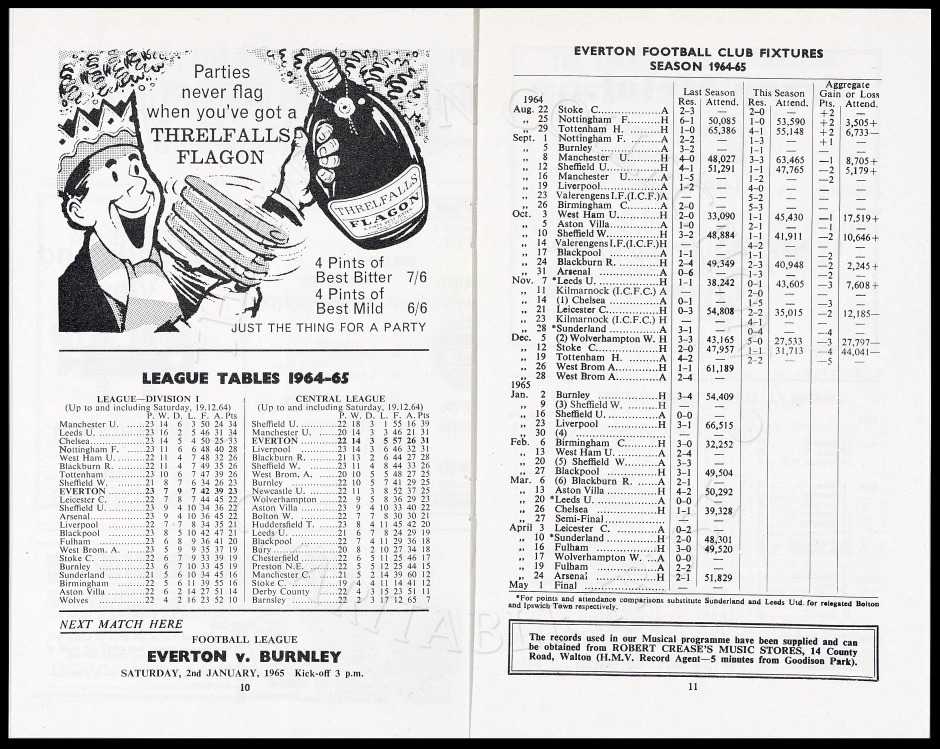 Parties
never flag
when you've got a
THRELFALLS
FLAGON
THRELFALLS
FLAGON
4 Pints of
Best Bitter 7/6
4 Pints of
Best Mild 6/6
JUST THE THING FOR A PARTY
LEAGUE TABLES 1964-65
LEAGUE—DIVISION I
(Up to and including Saturday, 19.12.64)
P. W. D. L. F. A. Pts
Manchester U. ......23 14 6 3 50 24 34
Leeds U. ......23 16 2 5 46 31 34
Chelsea......23 14 5 4 50 25 33
Nottingham F. ......23 11 6 6 48 40 28
West Ham U. ......22 11 4 7 48 32 26
Blackburn R. ......22 11 4 7 49 35 26
Tottenham ......23 10 6 7 47 39 26
Sheffield W. ......21 8 7 6 34 26 23
EVERTON ......23 7 9 7 42 39 23
Leicester C. ......22 7 8 7 44 45 22
Sheffield U. ......23 9 4 10 34 36 22
Arsenal......23 9 4 10 36 45 22
Liverpool ......22 7 7 8 34 35 21
Blackpool ......23 8 5 10 42 47 21
Fulham ......23 6 8 9 35 41 20
West Brom. A. ......23 5 9 9 35 37 19
Stoke C. ......22 6 7 9 33 39 19
Burnley ......23 6 7 10 33 45 19
Sunderland ......21 5 6 10 34 45 16
Birmingham ......22 5 6 11 39 55 16
Aston Villa ......22 6 2 14 27 51 14
Wolves ......22 4 2 16 23 52 10
CENTRAL LEAGUE
(Up to and including Saturday, 19.12.64)
P. W. D. L. F. A. Pts
Sheffield U. ......22 18 3 1 55 16 39
Manchester U. ......20 14 3 3 46 21 31
EVERTON ......22 14 3 5 57 26 31
Liverpool ......23 14 3 6 46 32 31
Blackburn R. ......21 13 2 6 44 27 28
Sheffield W. ......23 11 4 8 44 33 26
West Brom. A. ......20 10 5 5 48 27 25
Burnley ......22 10 5 7 41 29 25
Newcastle U. ......22 11 3 8 52 37 25
Wolverhampton ......22 9 5 8 36 29 23
Aston Villa ......23 9 4 10 33 40 22
Bolton W. ......22 7 7 8 30 30 21
Huddersfield T. ......23 8 4 11 45 42 20
Leeds U. ......21 6 7 8 24 29 19
Blackpool ......22 7 4 11 29 36 18
Bury ......20 8 2 10 27 34 18
Chesterfield ......22 6 5 11 25 46 17
Preston N.E. ......22 5 5 12 25 44 15
Manchester C. ......21 5 2 14 39 60 12
Stoke C. ......19 4 4 11 14 41 12
Derby County ......22 4 3 15 23 51 11
Barnsley ......22 2 3 17 12 65 7
NEXT MATCH HERE
FOOTBALL LEAGUE
EVERTON v. BURNLEY
SATURDAY, 2nd JANUARY, 1965 Kick-off 3 p.m.
10
EVERTON FOOTBALL CLUB FIXTURES
SEASON 1964-65
Last Season This Season Aggregate Gain or Loss
Res. Attend. Res. Attend. Pts. Attend.
1964
Aug. 22 Stoke C. ......A 2–3 — 2–0 — +2 —
,, 25 Nottingham F. ......H 6–1 50,085 1–0 53,590 +2 3,505+
,, 29 Tottenham H. ......H 1–0 65,386 4–1 55,148 +2 6,733—
Sept. 1 Nottingham F. ......A 2–2 — 1–3 — +1 —
,, 5 Burnley ......A 3–2 — 1–1 — — —
,, 8 Manchester U. ......H 4–0 48,027 3–3 63,465 —1 8,705+
,, 12 Sheffield U. ......H 4–1 51,291 1–1 47,765 —2 5,179+
,, 16 Manchester U. ......A 1–5 — 1–2 — —2 —
,, 19 Liverpool......A 1–2 — 4–0 — — —
,, 23 Valerengens I.F. (I.C.F.) A — — 5–2 — — —
,, 26 Birmingham C. ......A 2–0 — 5–3 — — —
Oct. 3 West Ham U. ......H 2–0 33,090 1–1 45,430 —1 17,519+
,, 5 Aston Villa ......A 1–0 — 2–1 — —1 —
,, 10 Sheffield W. ......H 3–2 48,884 1–1 41,911 —2 10,646+
,, 14 Valerengens I.F. (I.C.F.) H — — 4–2 — — —
,, 17 Blackpool ......A 1–1 — 1–1 — —2 —
,, 24 Blackburn R. ......H 2–4 49,349 2–3 40,948 —2 2,245+
,, 31 Arsenal ......A 0–6 — 1–3 — —2 —
Nov. 7 *Leeds U. ......H 1–1 38,242 0–1 43,605 —3 7,608+
,, 11 Kilmarnock (I.C.F.C.) A — — 2–0 — — —
,, 14 (1) Chelsea ......A 0–1 — 1–5 — —3 —
,, 21 Leicester C. ......H 0–3 54,808 2–2 35,015 —2 12,185—
,, 23 Kilmarnock (I.C.F.C.) H — — 4–1 — — —
,, 28 *Sunderland ......A 3–1 — 0–4 — —4 —
Dec. 5 (2) Wolverhampton W. H 3–3 43,165 5–0 27,533 —3 27,797—
,, 12 Stoke C. ......H 2–0 47,957 1–1 31,713 —4 44,041—
,, 19 Tottenham H. ......A 4–2 — 2–2 — —5 —
,, 26 West Brom A. ......H 1–1 61,189
,, 28 West Brom A. ......A 2–4 —
1965
Jan. 2 Burnley ......H 3–4 54,409
,, 9 (3) Sheffield W. ......H — —
,, 16 Sheffield U. ......A 0–0 —
,, 23 Liverpool ......H 3–1 66,515
,, 30 (4) ...... — —
Feb. 6 Birmingham C. ......H 3–0 32,252
,, 13 West Ham U. ......A 2–4 —
,, 20 (5) Sheffield W. ......A 3–3 —
,, 27 Blackpool ......H 3–1 49,504
Mar. 6 (6) Blackburn R. ......A 2–1 —
,, 13 Aston Villa ......H 4–2 50,292
,, 20 *Leeds U. ......A 0–0 —
,, 26 Chelsea ......H 1–1 39,328
,, 27 Semi-Final...... — —
April 3 Leicester C. ......A 0–2 —
,, 10 *Sunderland ......H 2–0 48,301
,, 16 Fulham ......H 3–0 49,520
,, 17 Wolverhampton W. ......A 0–0 —
,, 19 Fulham ......A 2–2 —
,, 24 Arsenal ......H 2–1 51,829
May 1 Final ...... — —
*For points and attendance comparisons substitute Sunderland and Leeds Utd. for relegated Bolton
and Ipswich Town respectively.
The records used in our Musical programme have been supplied and can
be obtained from ROBERT CREASE'S MUSIC STORES, 14 County
Road, Walton (H.M.V. Record Agent—5 minutes from Goodison Park).
11